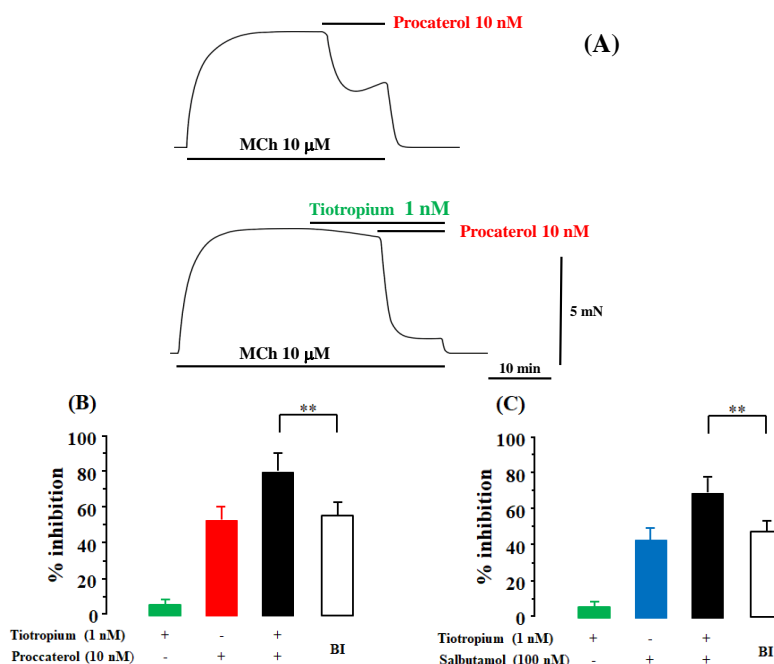 Procaterol 10 nM
(A)
MCh 10 μM
Tiotropium 1 nM
Procaterol 10 nM
5 mN
MCh 10 μM
10 min
(B)
**
100
80
60
40
20
0
% inhibition
Tiotropium (1 nM) + - +
BI
Proccaterol (10 nM) - + +
(C)
**
100
80
60
40
20
0
% inhibition
Tiotropium (1 nM) + - +
BI
Salbutamol (100 nM) - + +